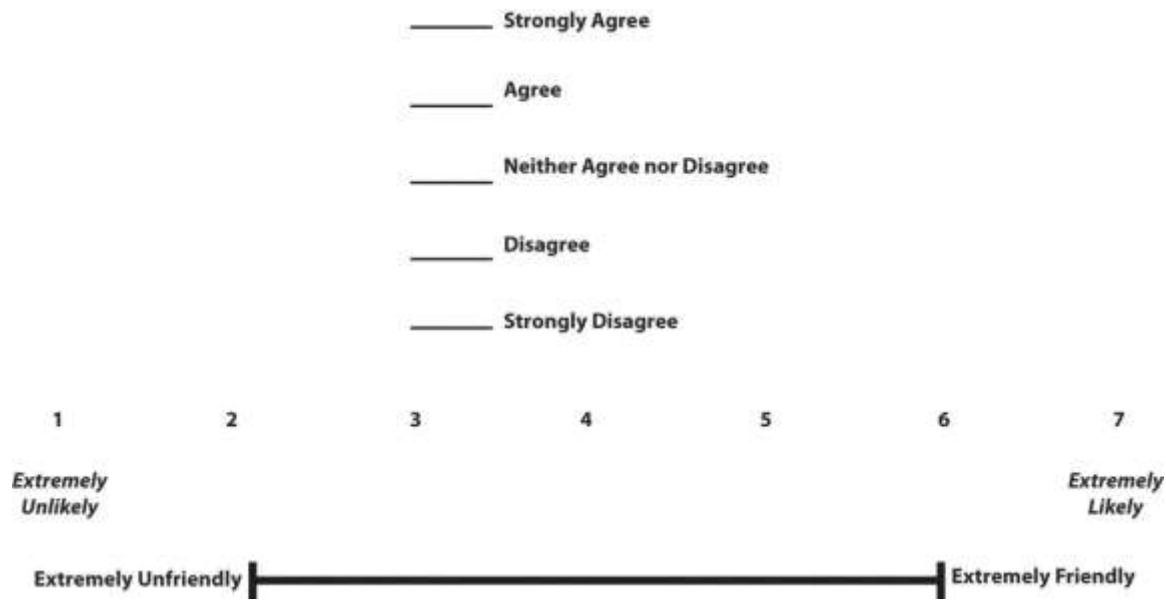 Strongly Agree
Agree
Neither Agree nor Disagree
Disagree
Strongly Disagree
1 2 3 4 5 6 7
Extremely Unlikely
Extremely Likely
Extremely Unfriendly Extremely Friendly